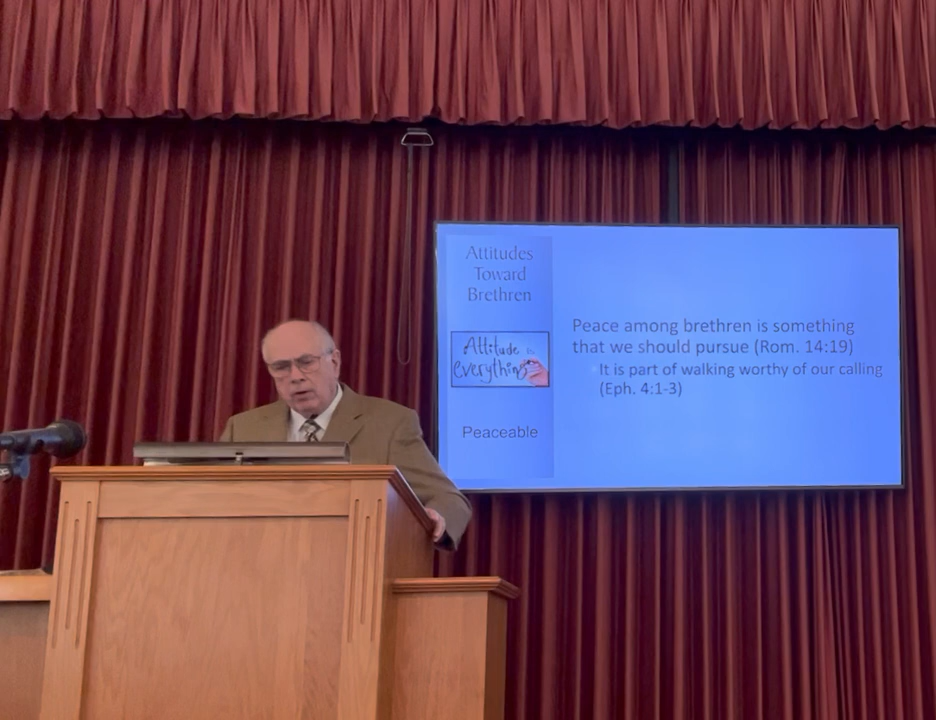 Attitudes
Toward
Brethren
Attitude is
everything
Peaceable
Peace among brethren is something
that we should pursue (Rom. 14:19)
It is part of walking worthy of our calling
(Eph. 4:1-3)